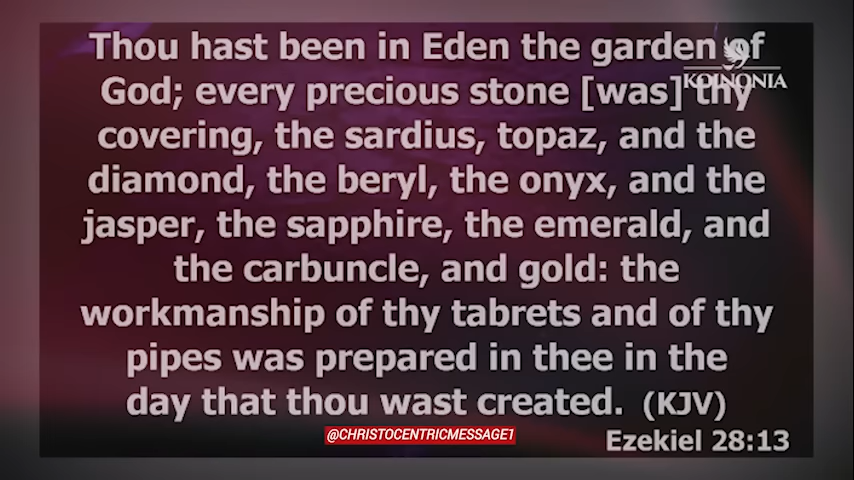 Thou hast been in Eden the garden of
KOINONIA
God; every precious stone [was] thy
covering, the sardius, topaz, and the
diamond, the beryl, the onyx, and the
jasper, the sapphire, the emerald, and
the carbuncle, and gold: the
workmanship of thy tabrets and of thy
pipes was prepared in thee in the
day that thou wast created. (KJV)
@CHRISTOCENTRICMESSAGE1
Ezekiel 28:13